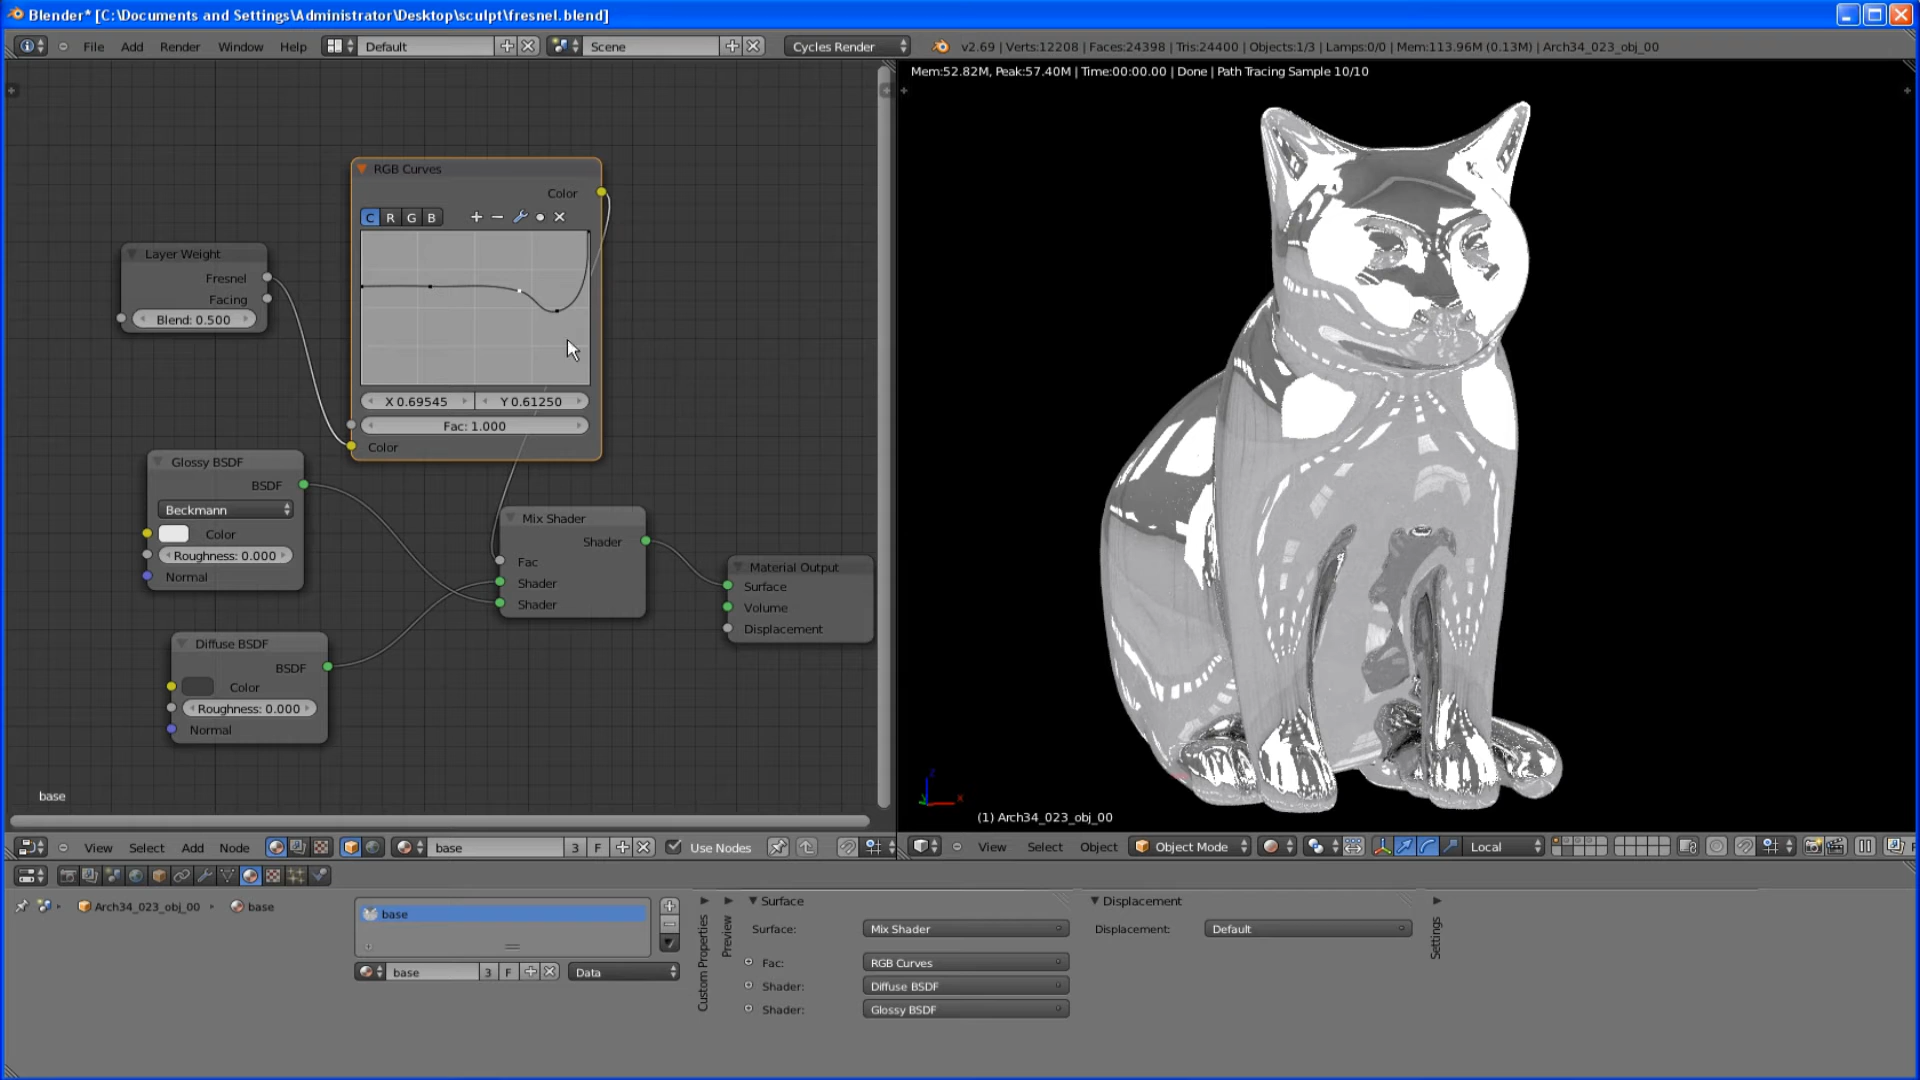 Blender* [C:\Documents and Settings\Administrator\Desktop\sculpt\fresnel.blend]
File Add Render Window Help Default Scene Cycles Render v2.69 | Verts:12208 | Faces:24398 | Tris:24400 | Objects:1/3 | Lamps:0/0 | Mem:113.96M (0.13M) | Arch34_023_obj_00
Mem:52.82M, Peak:57.40M | Time:00:00.00 | Done | Path Tracing Sample 10/10
RGB Curves
Color
C R G B
X 0.69545 Y 0.61250
Fac: 1.000
Color
Layer Weight
Fresnel
Facing
Blend: 0.500
Glossy BSDF
BSDF
Beckmann
Color
Roughness: 0.000
Normal
Mix Shader
Shader
Fac
Shader
Shader
Material Output
Surface
Volume
Displacement
Diffuse BSDF
BSDF
Color
Roughness: 0.000
Normal
base
(1) Arch34_023_obj_00
View Select Add Node base 3 F Use Nodes
View Select Object Object Mode Local
Arch34_023_obj_00 base
base
base 3 F Data
Custom Properties
Preview
Surface
Surface: Mix Shader
Fac: RGB Curves
Shader: Diffuse BSDF
Shader: Glossy BSDF
Displacement
Displacement: Default
Settings